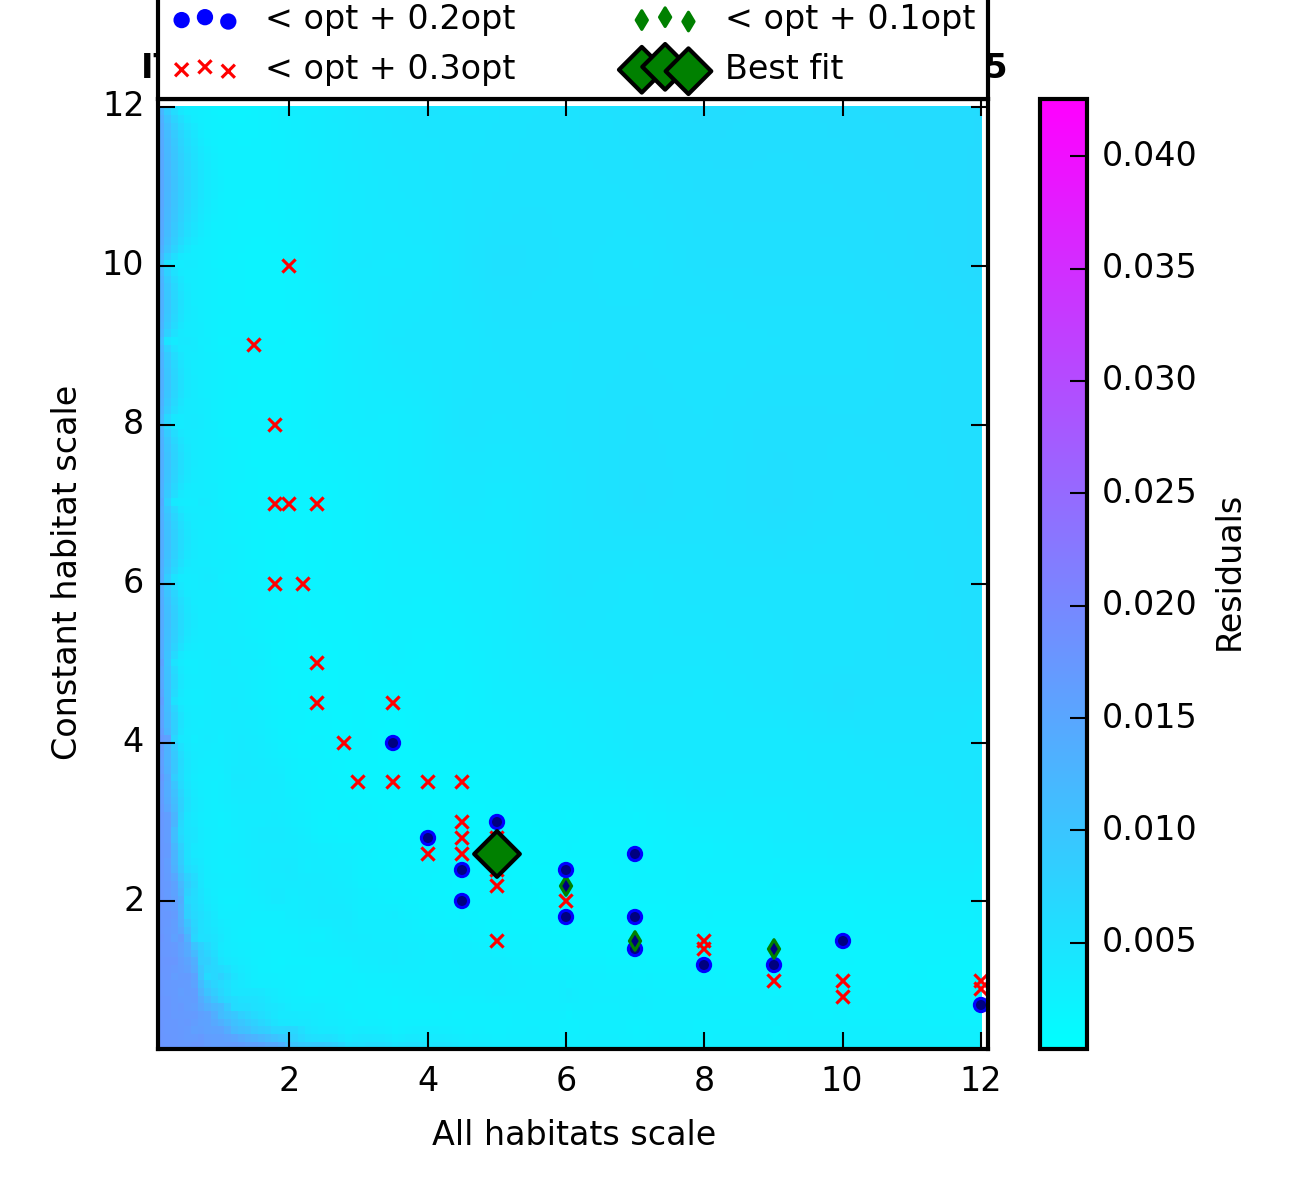 < opt + 0.2opt
< opt + 0.1opt
< opt + 0.3opt
Best fit
5
12
10
8
6
4
2
Constant habitat scale
2 4 6 8 10 12
All habitats scale
0.040
0.035
0.030
0.025
0.020
0.015
0.010
0.005
Residuals